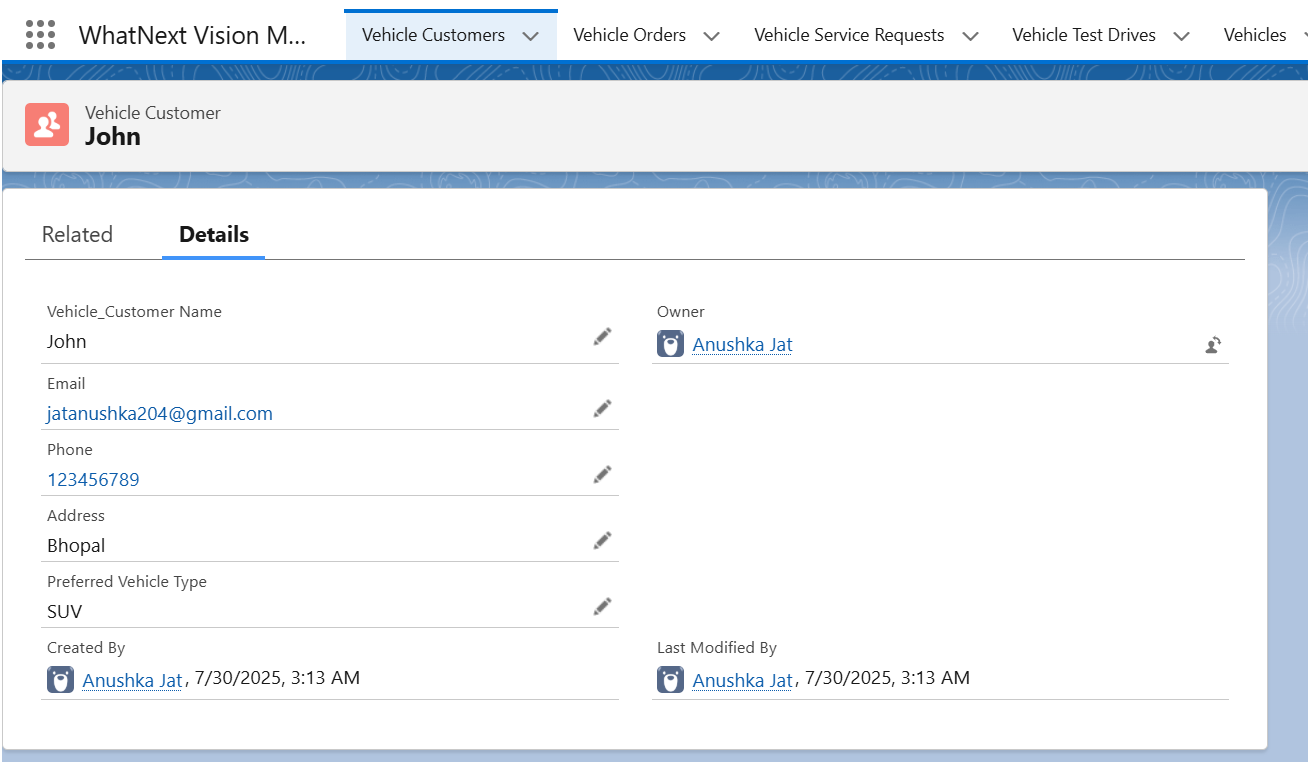 WhatNext Vision M... Vehicle Customers Vehicle Orders Vehicle Service Requests Vehicle Test Drives Vehicles
Vehicle Customer
John
Related Details
Vehicle_Customer Name
John
Owner
Anushka Jat
Email
jatanushka204@gmail.com
Phone
123456789
Address
Bhopal
Preferred Vehicle Type
SUV
Created By
Anushka Jat, 7/30/2025, 3:13 AM
Last Modified By
Anushka Jat, 7/30/2025, 3:13 AM